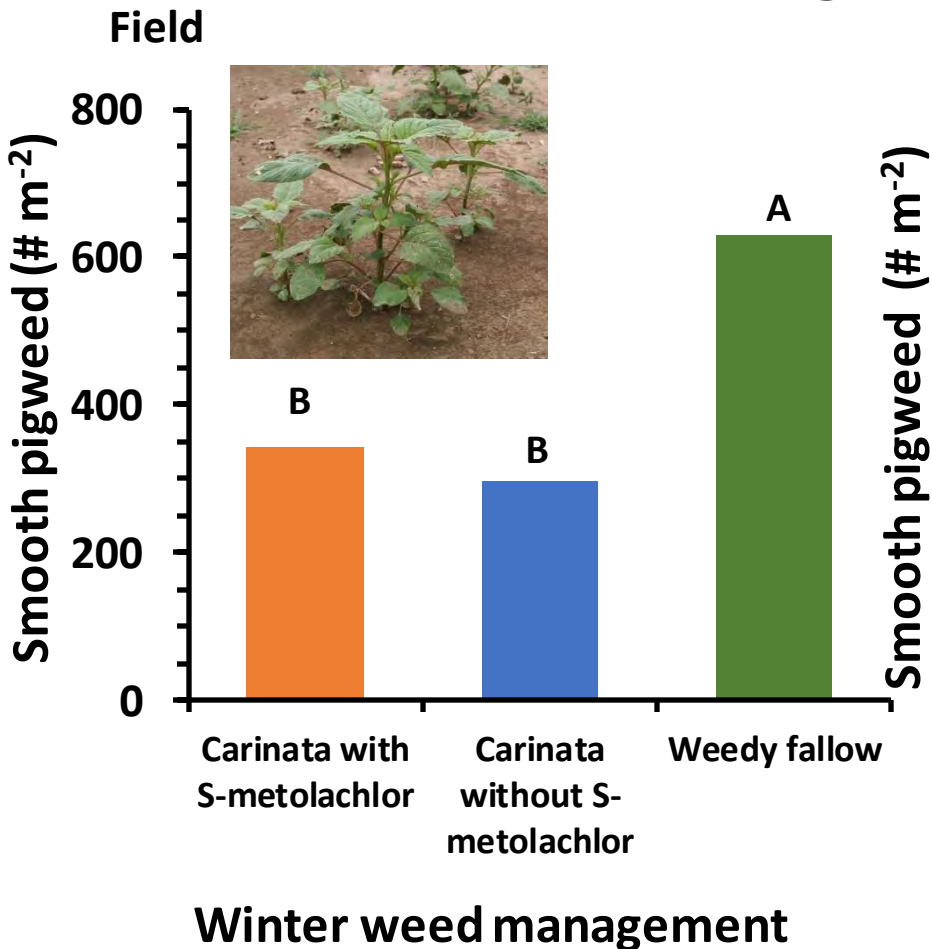 Field
Smooth pigweed (# m-2)
800
600
400
200
0
B
B
A
Carinata with
S-metolachlor
Carinata
without S-
metolachlor
Weedy fallow
Winter weed management
Smooth pigweed (# m-2)